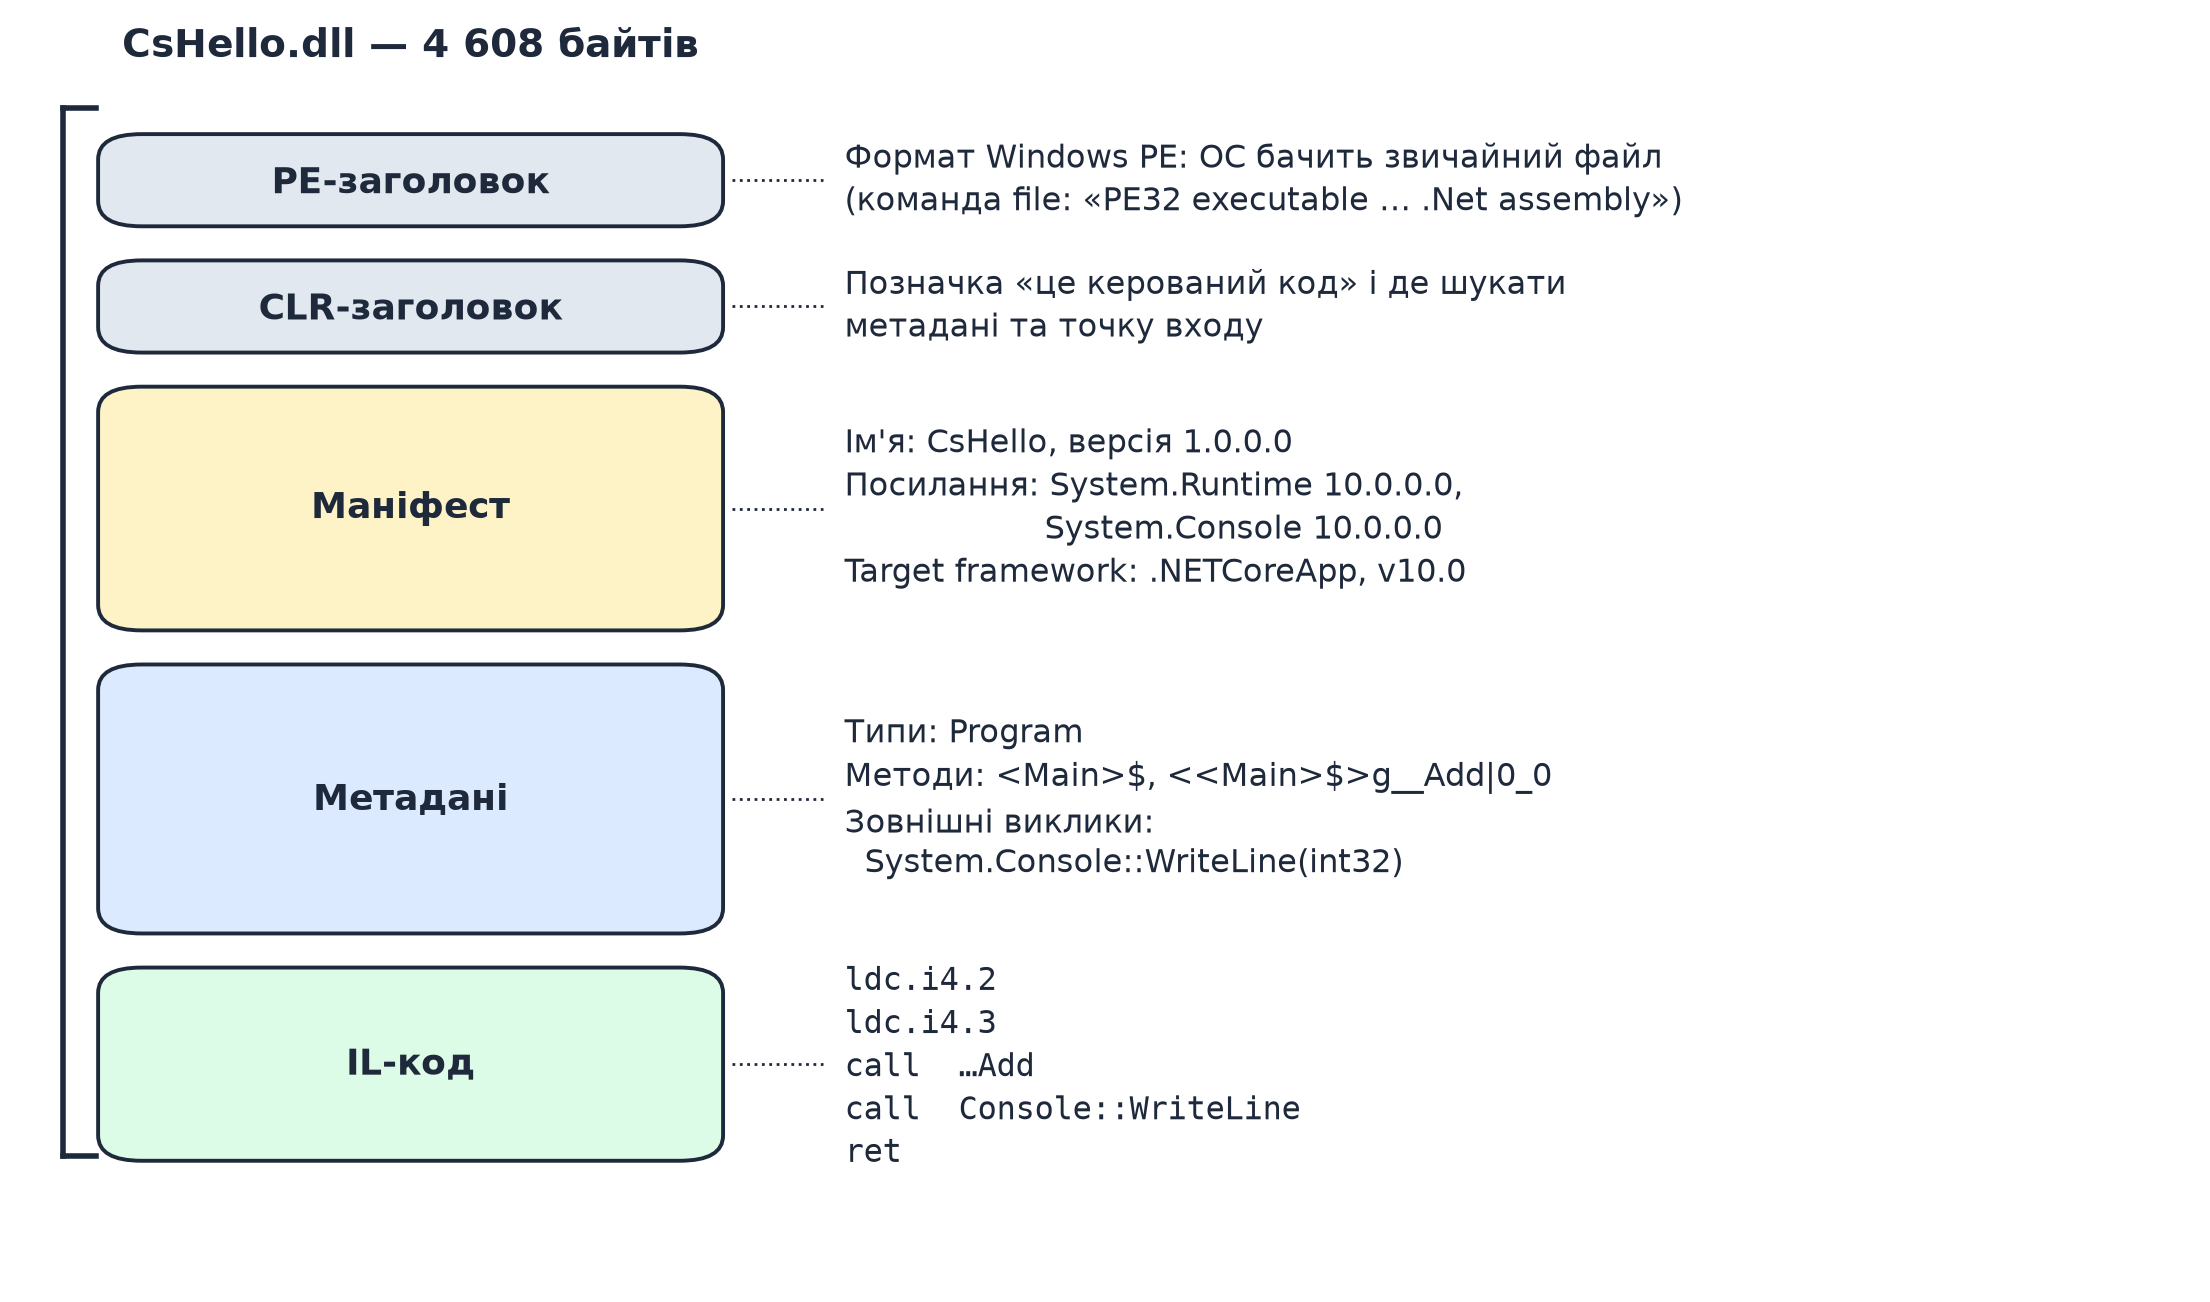 CsHello.dll — 4 608 байтів
PE-заголовок
Формат Windows PE: ОС бачить звичайний файл
(команда file: «PE32 executable … .Net assembly»)
CLR-заголовок
Позначка «це керований код» і де шукати
метадані та точку входу
Маніфест
Ім'я: CsHello, версія 1.0.0.0
Посилання: System.Runtime 10.0.0.0,
System.Console 10.0.0.0
Target framework: .NETCoreApp, v10.0
Метадані
Типи: Program
Методи: <Main>$, <<Main>$>g__Add|0_0
Зовнішні виклики:
System.Console::WriteLine(int32)
IL-код
ldc.i4.2
ldc.i4.3
call  …Add
call  Console::WriteLine
ret